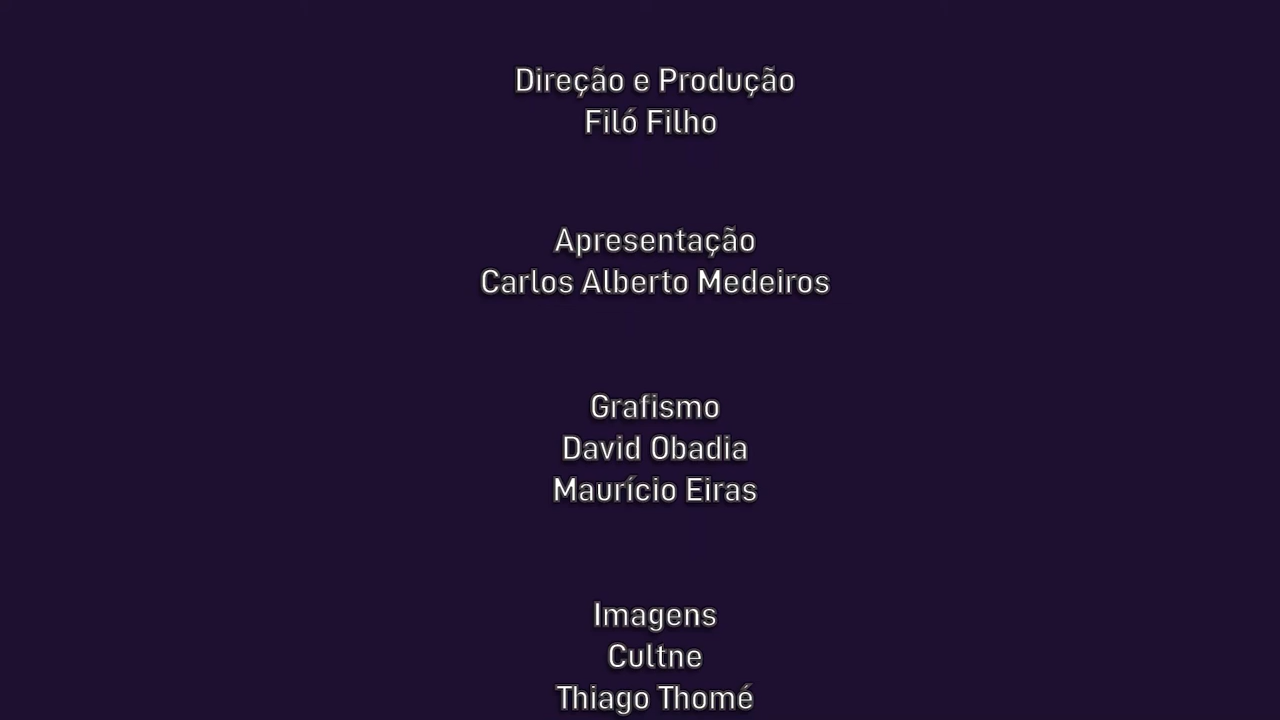 Direção e Produção
Filó Filho
Apresentação
Carlos Alberto Medeiros
Grafismo
David Obadia
Maurício Eiras
Imagens
Cultne
Thiago Thomé